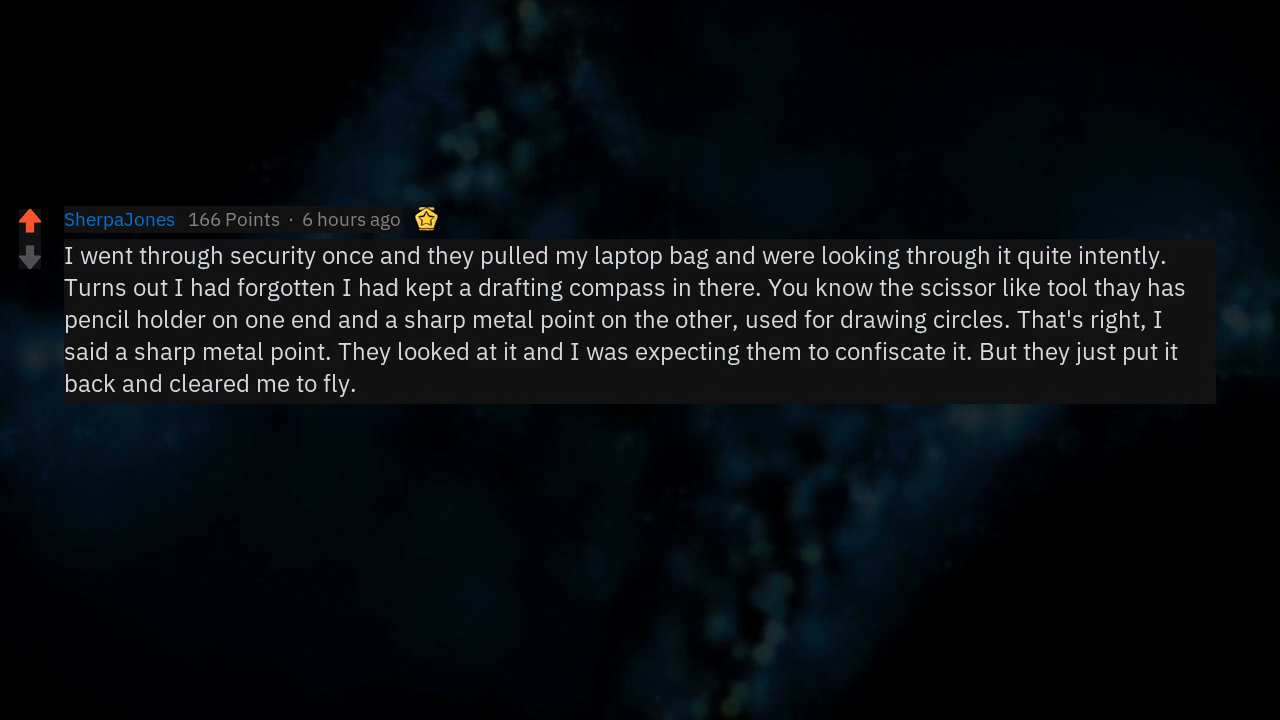 SherpaJones 166 Points · 6 hours ago
I went through security once and they pulled my laptop bag and were looking through it quite intently.
Turns out I had forgotten I had kept a drafting compass in there. You know the scissor like tool thay has
pencil holder on one end and a sharp metal point on the other, used for drawing circles. That's right, I
said a sharp metal point. They looked at it and I was expecting them to confiscate it. But they just put it
back and cleared me to fly.